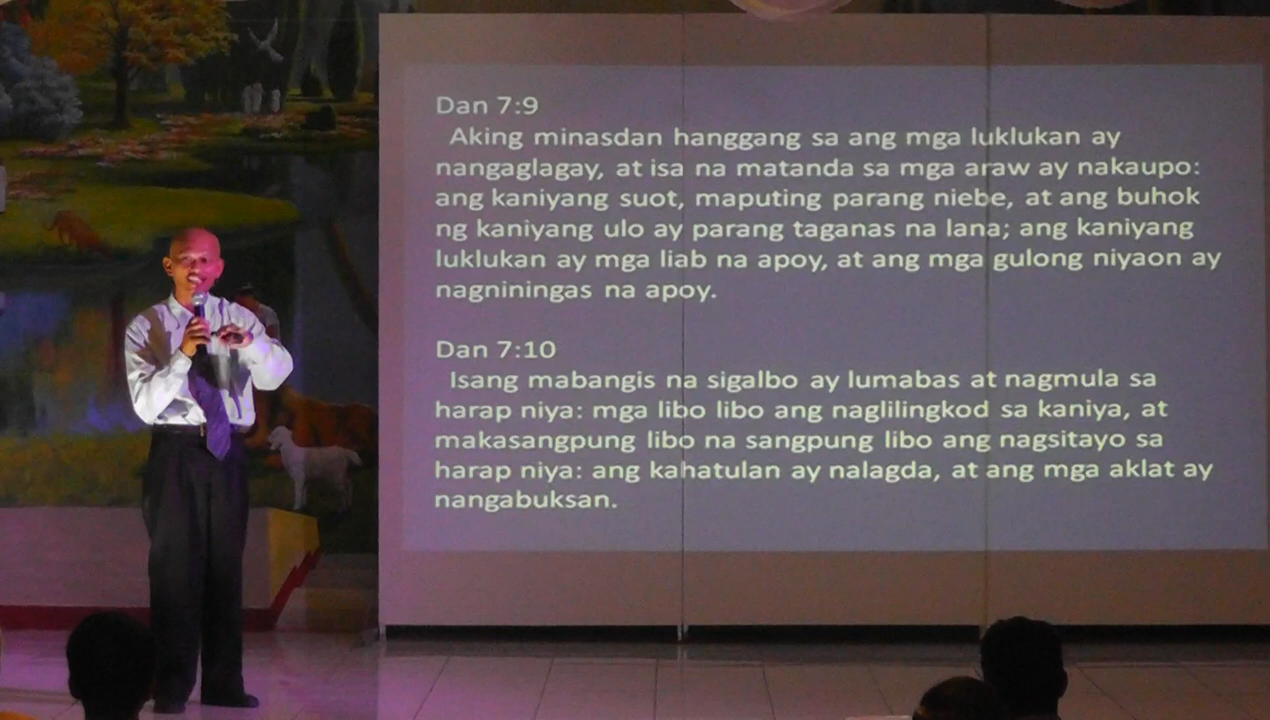 Dan 7:9
Aking minasdan hanggang sa ang mga luklukan ay
nangaglagay, at isa na matanda sa mga araw ay nakaupo:
ang kaniyang suot, maputing parang niebe, at ang buhok
ng kaniyang ulo ay parang taganas na lana; ang kaniyang
luklukan ay mga liab na apoy, at ang mga gulong niyaon ay
nagniningas na apoy.
Dan 7:10
Isang mabangis na sigalbo ay lumabas at nagmula sa
harap niya: mga libo libo ang naglilingkod sa kaniya, at
makasangpung libo na sangpung libo ang nagsitayo sa
harap niya: ang kahatulan ay nalagda, at ang mga aklat ay
nangabuksan.